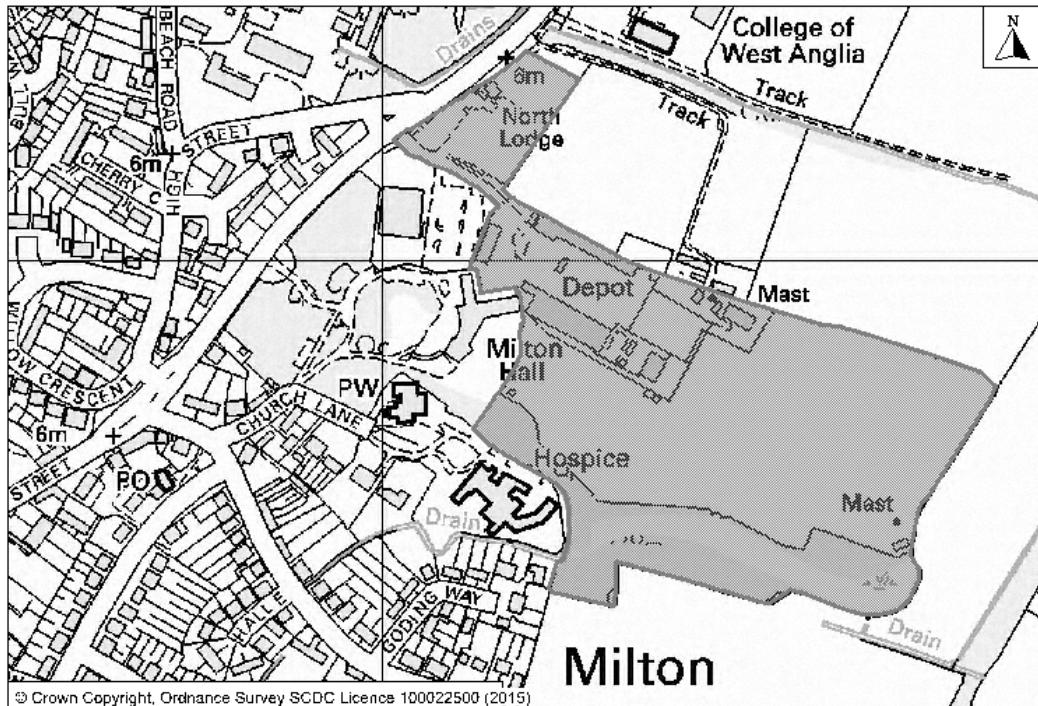 College of
West Anglia
N
Drains
BEACH ROAD
6m
North
Lodge
Track
Track
STREET
6m
CHERRY
HIGH
Depot
Mast
Milton
Hall
CRESCENT
PW
CHURCH LANE
6m
STREET
PO
Hospice
Mast
Drain
CODING WAY
Drain
Milton
© Crown Copyright, Ordnance Survey SCDC Licence 100022500 (2015)